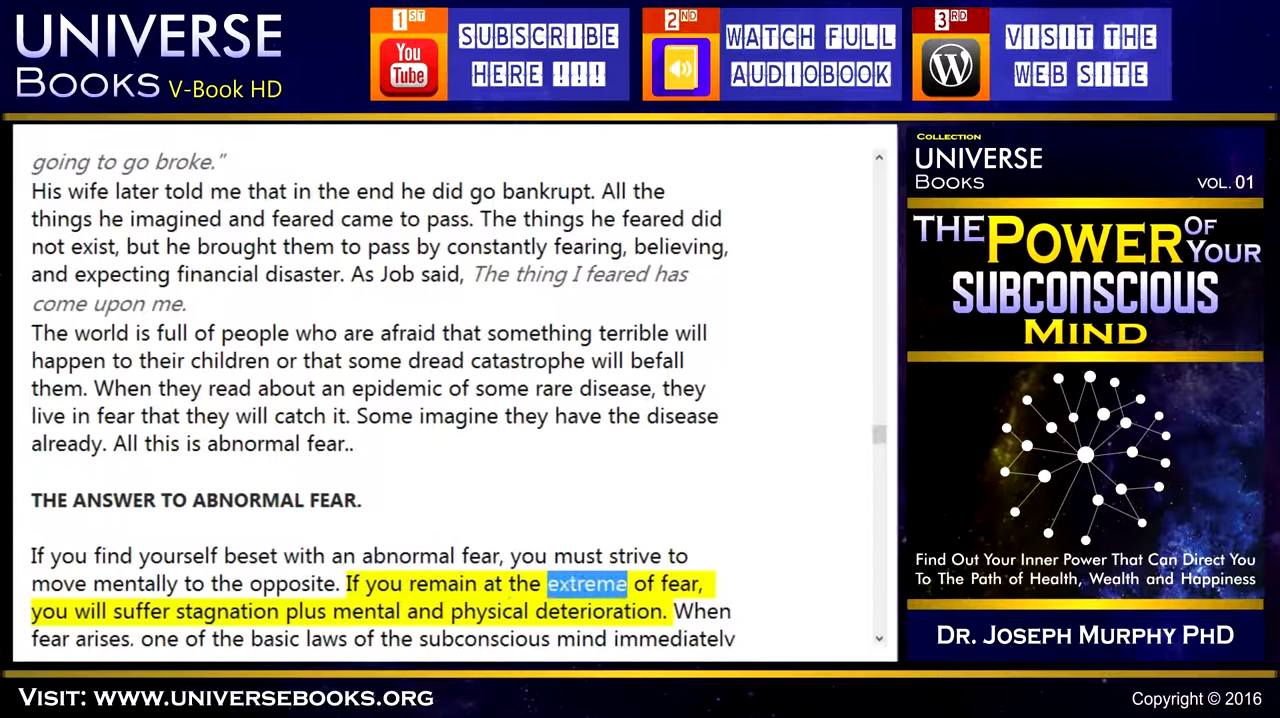 UNIVERSE
BOOKS V-Book HD
1ST
You
Tube
SUBSCRIBE
HERE !!!
2ND
WATCH FULL
AUDIOBOOK
3RD
VISIT THE
WEB SITE
going to go broke."
His wife later told me that in the end he did go bankrupt. All the
things he imagined and feared came to pass. The things he feared did
not exist, but he brought them to pass by constantly fearing, believing,
and expecting financial disaster. As Job said, The thing I feared has
come upon me.
The world is full of people who are afraid that something terrible will
happen to their children or that some dread catastrophe will befall
them. When they read about an epidemic of some rare disease, they
live in fear that they will catch it. Some imagine they have the disease
already. All this is abnormal fear..
THE ANSWER TO ABNORMAL FEAR.
If you find yourself beset with an abnormal fear, you must strive to
move mentally to the opposite. If you remain at the extreme of fear,
you will suffer stagnation plus mental and physical deterioration. When
fear arises, one of the basic laws of the subconscious mind immediately
COLLECTION
UNIVERSE
BOOKS
VOL. 01
THE POWER OF YOUR
SUBCONSCIOUS
MIND
Find Out Your Inner Power That Can Direct You
To The Path of Health, Wealth and Happiness
DR. JOSEPH MURPHY PHD
VISIT: WWW.UNIVERSEBOOKS.ORG
Copyright © 2016